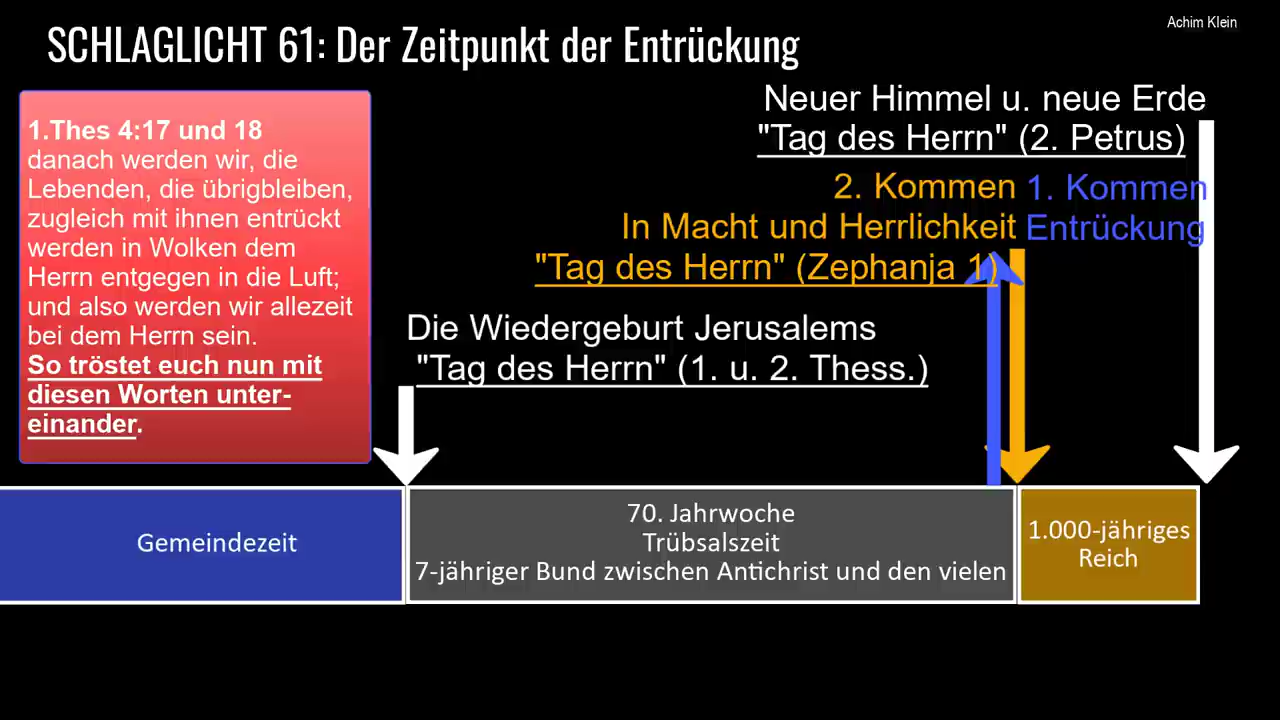 Achim Klein
SCHLAGLICHT 61: Der Zeitpunkt der Entrückung
1.Thes 4:17 und 18
danach werden wir, die
Lebenden, die übrigbleiben,
zugleich mit ihnen entrückt
werden in Wolken dem
Herrn entgegen in die Luft;
und also werden wir allezeit
bei dem Herrn sein.
So tröstet euch nun mit
diesen Worten unter-
einander.
Neuer Himmel u. neue Erde
"Tag des Herrn" (2. Petrus)
2. Kommen
In Macht und Herrlichkeit
"Tag des Herrn" (Zephanja 1)
1. Kommen
Entrückung
Die Wiedergeburt Jerusalems
"Tag des Herrn" (1. u. 2. Thess.)
Gemeindezeit
70. Jahrwoche
Trübsalszeit
7-jähriger Bund zwischen Antichrist und den vielen
1.000-jähriges
Reich